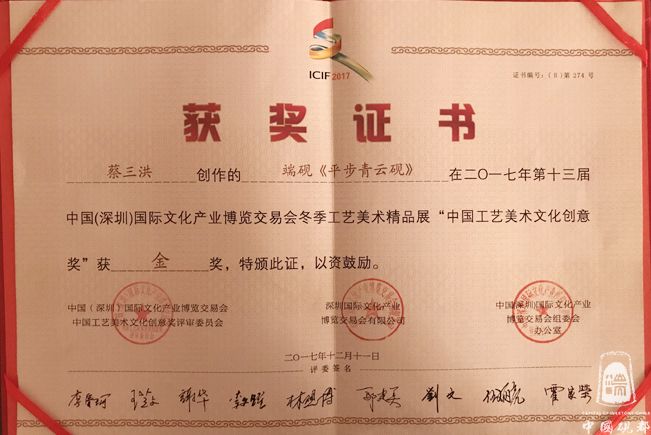 ICIF 2017
证书编号：(Ⅱ)第 274 号
获奖证书
蔡三洪 创作的 端砚《平步青云砚》 在二〇一七年第十三届
中国(深圳)国际文化产业博览交易会冬季工艺美术精品展“中国工艺美术文化创意
奖”获 金 奖，特颁此证，以资鼓励。
中国（深圳）国际文化产业博览交易会
中国工艺美术文化创意奖评审委员会
深圳国际文化产业
博览交易会有限公司
中国(深圳)国际文化产业
博览交易会组委会
办公室
二〇一七年十二月十一日
评委签名
中国砚都